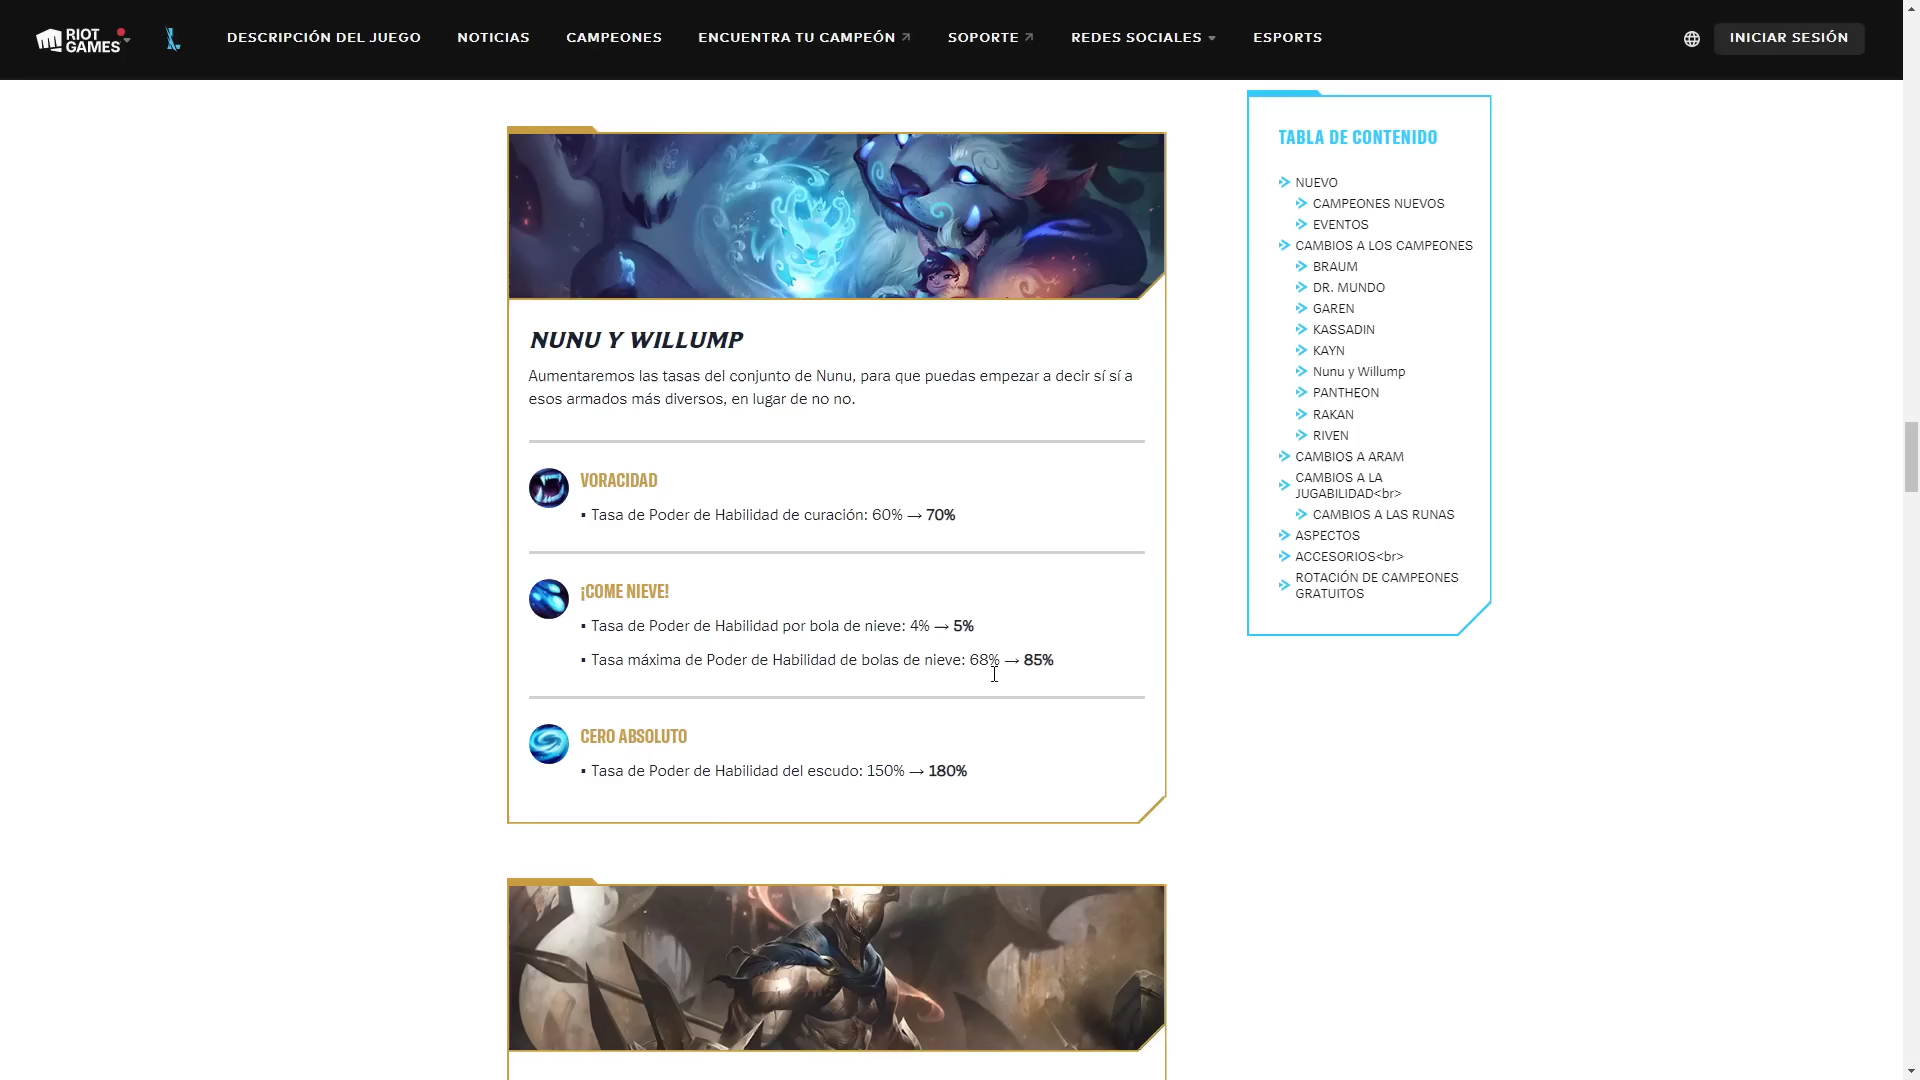 RIOT GAMES
DESCRIPCIÓN DEL JUEGO
NOTICIAS
CAMPEONES
ENCUENTRA TU CAMPEÓN
SOPORTE
REDES SOCIALES
ESPORTS
INICIAR SESIÓN
NUNU Y WILLUMP
Aumentaremos las tasas del conjunto de Nunu, para que puedas empezar a decir sí sí a
esos armados más diversos, en lugar de no no.
VORACIDAD
▪ Tasa de Poder de Habilidad de curación: 60% → 70%
¡COME NIEVE!
▪ Tasa de Poder de Habilidad por bola de nieve: 4% → 5%
▪ Tasa máxima de Poder de Habilidad de bolas de nieve: 68% → 85%
CERO ABSOLUTO
▪ Tasa de Poder de Habilidad del escudo: 150% → 180%
TABLA DE CONTENIDO
NUEVO
CAMPEONES NUEVOS
EVENTOS
CAMBIOS A LOS CAMPEONES
BRAUM
DR. MUNDO
GAREN
KASSADIN
KAYN
Nunu y Willump
PANTHEON
RAKAN
RIVEN
CAMBIOS A ARAM
CAMBIOS A LA
JUGABILIDAD<br>
CAMBIOS A LAS RUNAS
ASPECTOS
ACCESORIOS<br>
ROTACIÓN DE CAMPEONES
GRATUITOS